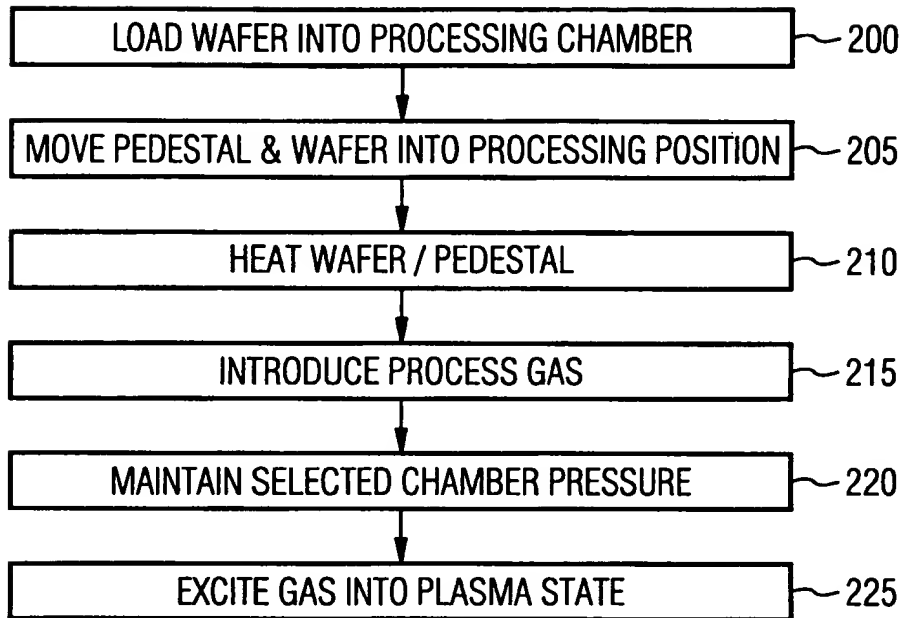 LOAD WAFER INTO PROCESSING CHAMBER 200
MOVE PEDESTAL & WAFER INTO PROCESSING POSITION 205
HEAT WAFER / PEDESTAL 210
INTRODUCE PROCESS GAS 215
MAINTAIN SELECTED CHAMBER PRESSURE 220
EXCITE GAS INTO PLASMA STATE 225